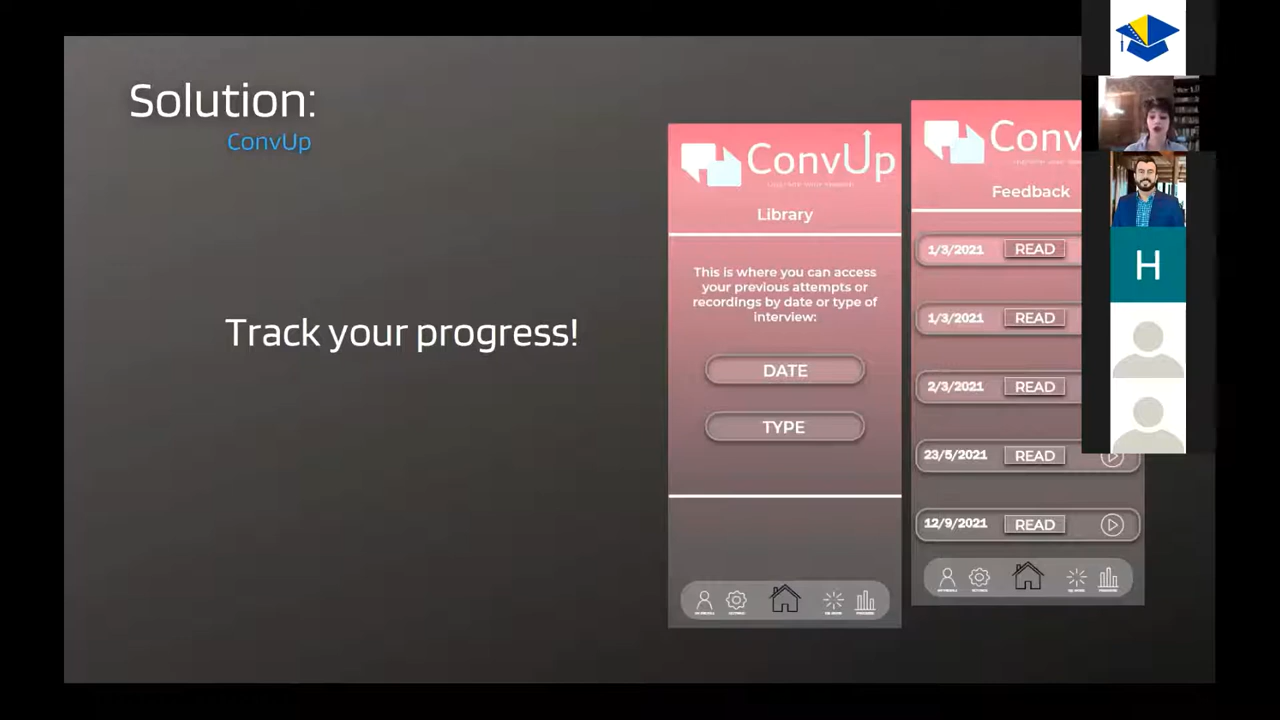 Solution:
ConvUp
Track your progress!
ConvUp
Library
This is where you can access
your previous attempts or
recordings by date or type of
interview:
DATE
TYPE
Conv
Feedback
1/3/2021 READ
1/3/2021 READ
2/3/2021 READ
23/5/2021 READ
12/9/2021 READ
H